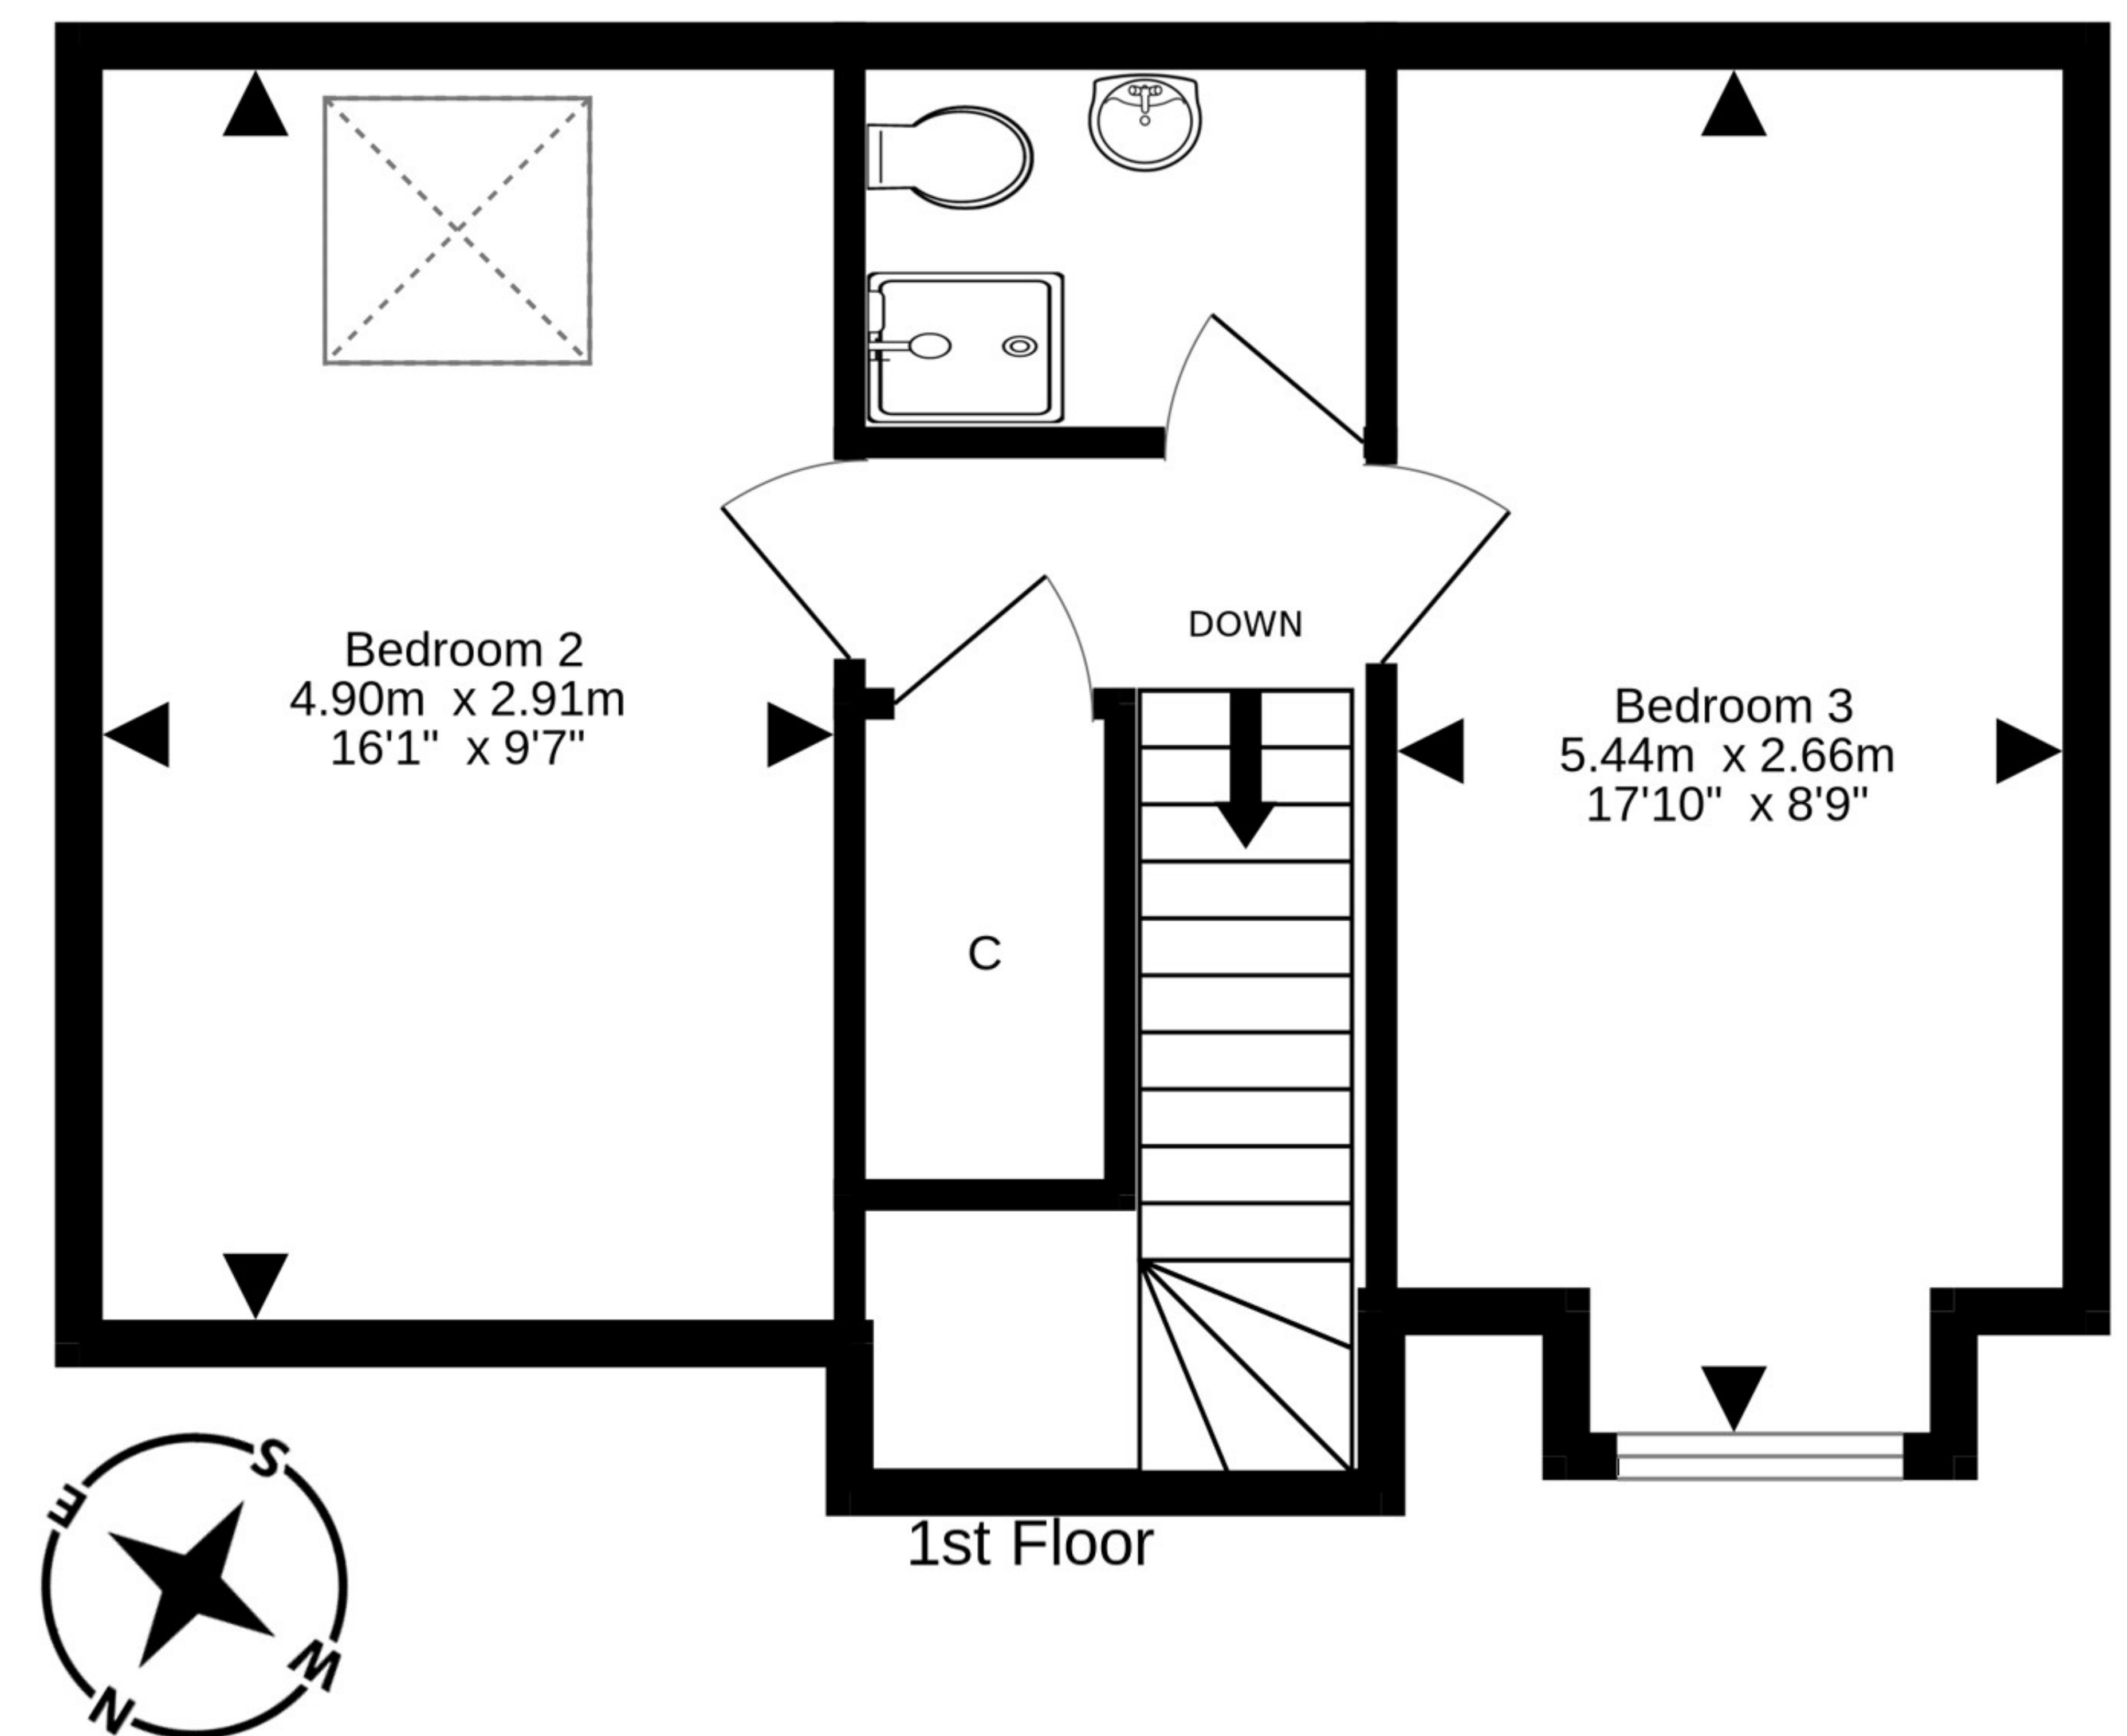 DOWN
Bedroom 2
4.90m x 2.91m
16'1" x 9'7"
Bedroom 3
5.44m x 2.66m
17'10" x 8'9"
C
1st Floor
S
E
W
N